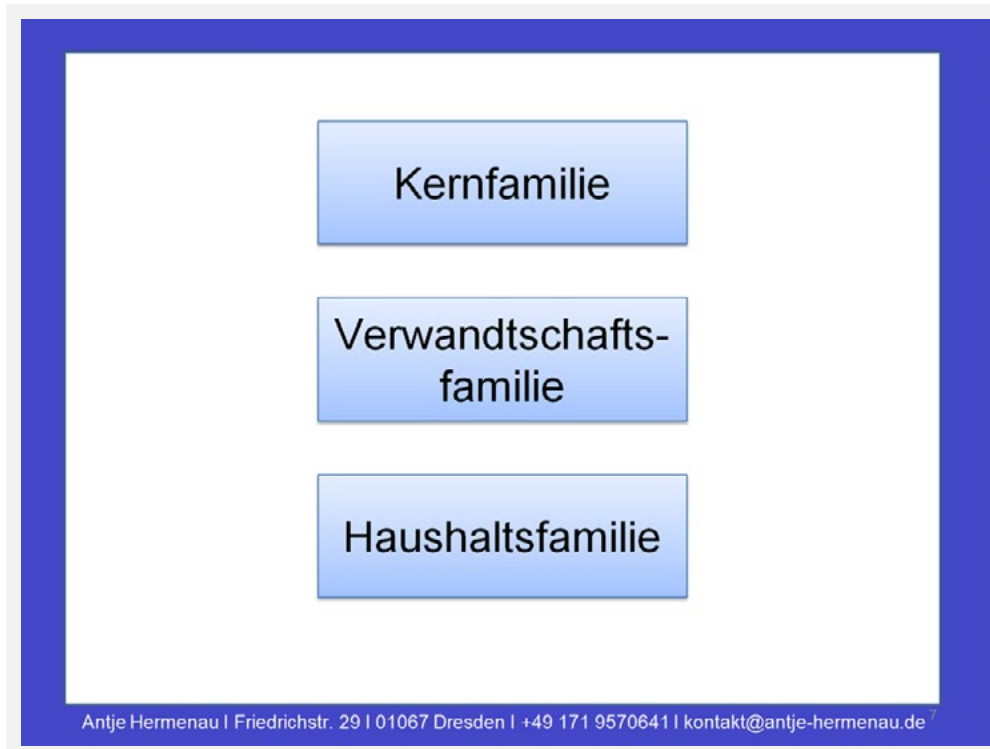 Kernfamilie
Verwandtschafts-
familie
Haushaltsfamilie
Antje Hermenau I Friedrichstr. 29 I 01067 Dresden I +49 171 9570641 I kontakt@antje-hermenau.de 7